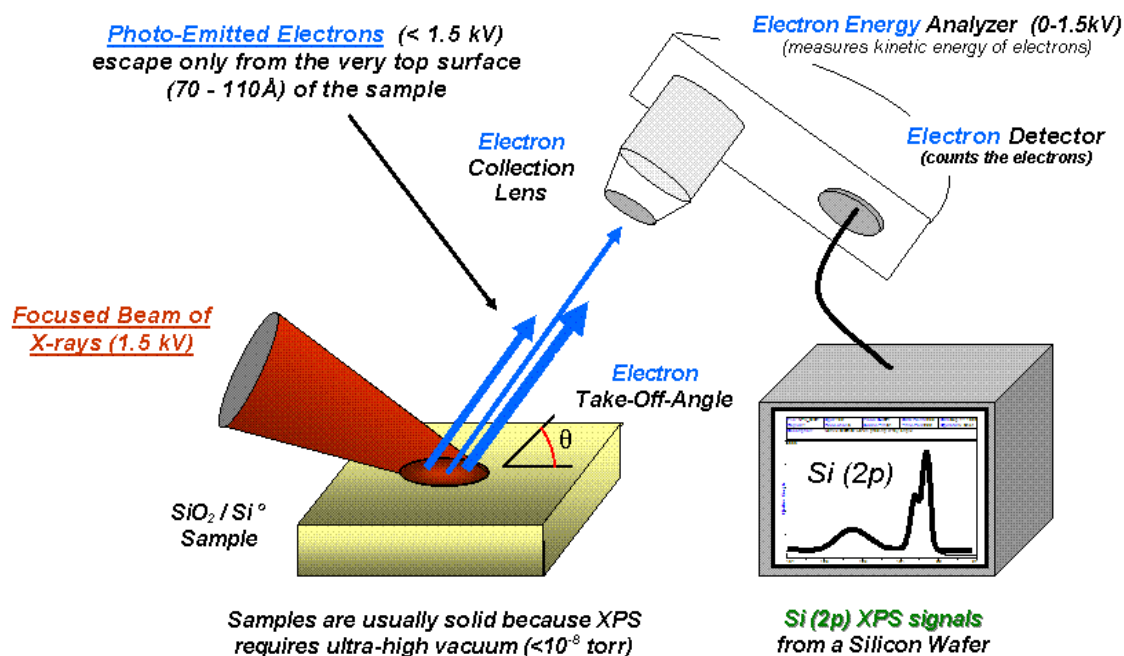 Photo-Emitted Electrons (< 1.5 kV)
escape only from the very top surface
(70 - 110Å) of the sample
Electron Energy Analyzer (0-1.5kV)
(measures kinetic energy of electrons)
Electron
Collection
Lens
Electron Detector
(counts the electrons)
Focused Beam of
X-rays (1.5 kV)
Electron
Take-Off-Angle
θ
Si (2p)
SiO₂ / Si °
Sample
Samples are usually solid because XPS
requires ultra-high vacuum (<10⁻⁸ torr)
Si (2p) XPS signals
from a Silicon Wafer